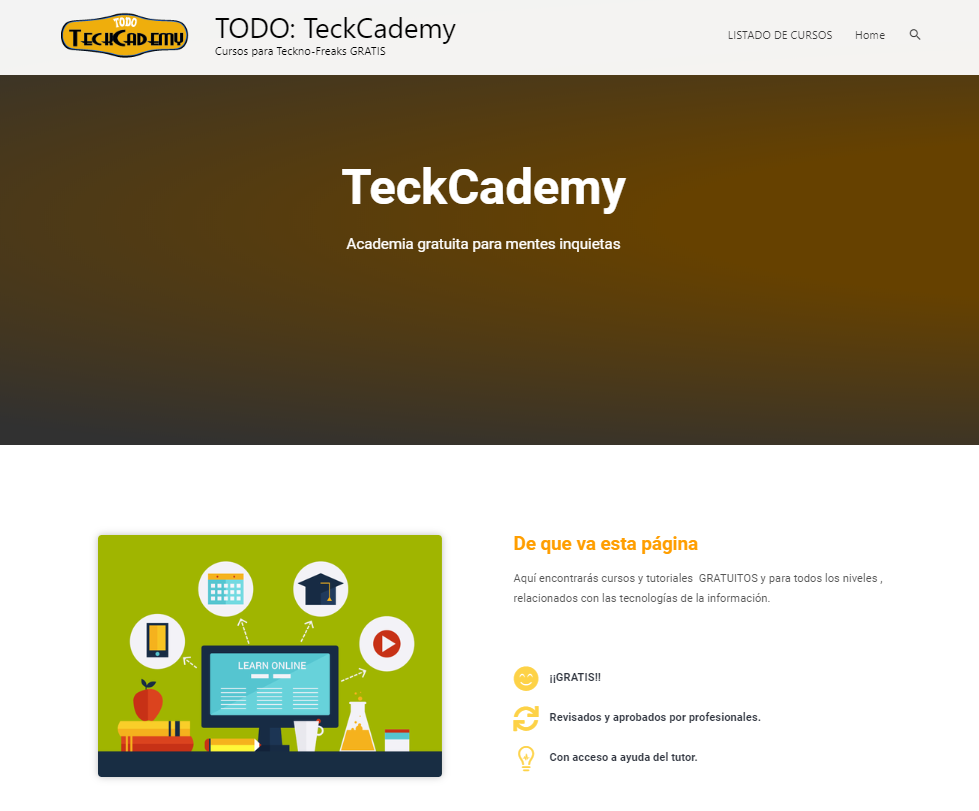 TODO
TECKCADEMY
TODO: TeckCademy
Cursos para Teckno-Freaks GRATIS
LISTADO DE CURSOS
Home
TeckCademy
Academia gratuita para mentes inquietas
LEARN ONLINE
De que va esta página
Aquí encontrarás cursos y tutoriales  GRATUITOS y para todos los niveles ,
relacionados con las tecnologías de la información.
¡¡GRATIS!!
Revisados y aprobados por profesionales.
Con acceso a ayuda del tutor.